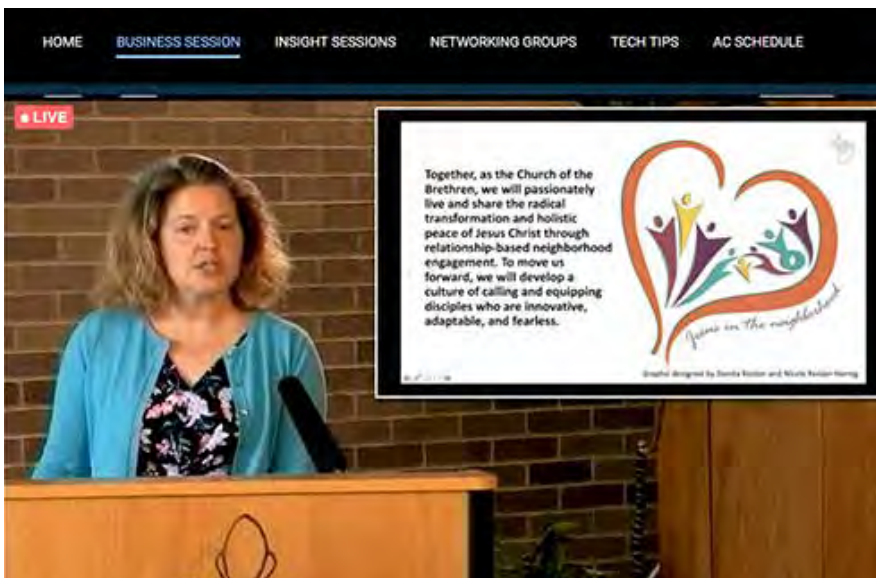 HOME BUSINESS SESSION INSIGHT SESSIONS NETWORKING GROUPS TECH TIPS AC SCHEDULE
LIVE
Together, as the Church of the
Brethren, we will passionately
live and share the radical
transformation and holistic
peace of Jesus Christ through
relationship-based neighborhood
engagement. To move us
forward, we will develop a
culture of calling and equipping
disciples who are innovative,
adaptable, and fearless.
Jesus in the neighborhood
Graphic designed by and Nicole